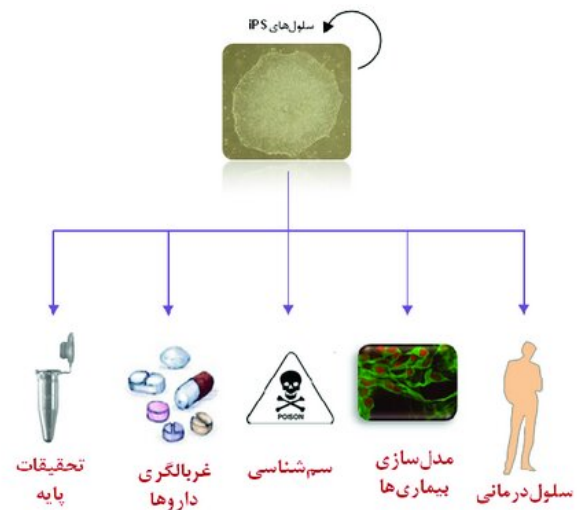 سلول‌های iPS
POISON
تحقیقات
پایه
غربالگری
داروها
سم‌شناسی
مدل‌سازی
بیماری‌ها
سلول‌درمانی